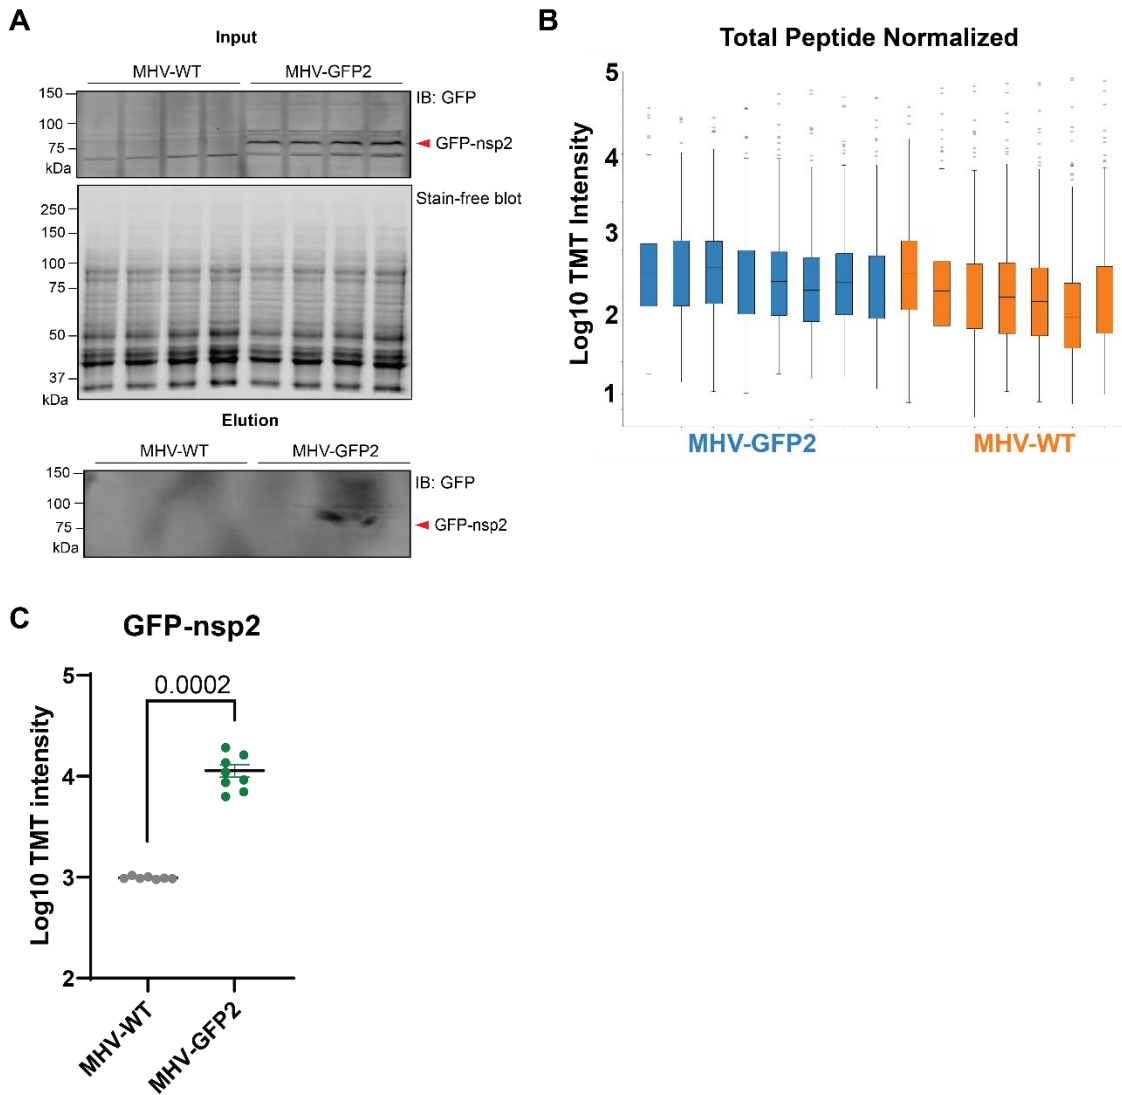 A
Input
MHV-WT MHV-GFP2
150
100
75
kDa
IB: GFP
GFP-nsp2
Stain-free blot
250
150
100
75
50
37
kDa
Elution
MHV-WT MHV-GFP2
150
100
75
kDa
IB: GFP
GFP-nsp2
B
Total Peptide Normalized
Log10 TMT Intensity
5
4
3
2
1
MHV-GFP2 MHV-WT
C
GFP-nsp2
0.0002
Log10 TMT intensity
5
4
3
2
MHV-WT
MHV-GFP2